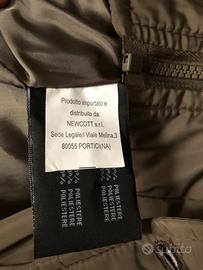 Prodotto importato e
distribuito da:
NEWCOTT s.r.l.
Sede Legale:Viale Melina,3
80055 PORTICI(NA)
% POLIESTERE
% POLIESTERE
% POLIESTERE
% POLIESTERE
subito